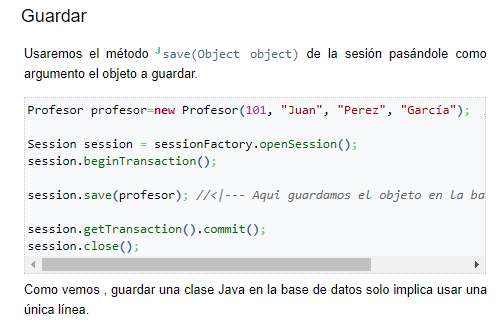 Guardar
Usaremos el método save(Object object) de la sesión pasándole como
argumento el objeto a guardar.
Profesor profesor=new Profesor(101, "Juan", "Perez", "García");
Session session = sessionFactory.openSession();
session.beginTransaction();
session.save(profesor); //<|--- Aqui guardamos el objeto en la ba
session.getTransaction().commit();
session.close();
Como vemos , guardar una clase Java en la base de datos solo implica usar una
única línea.